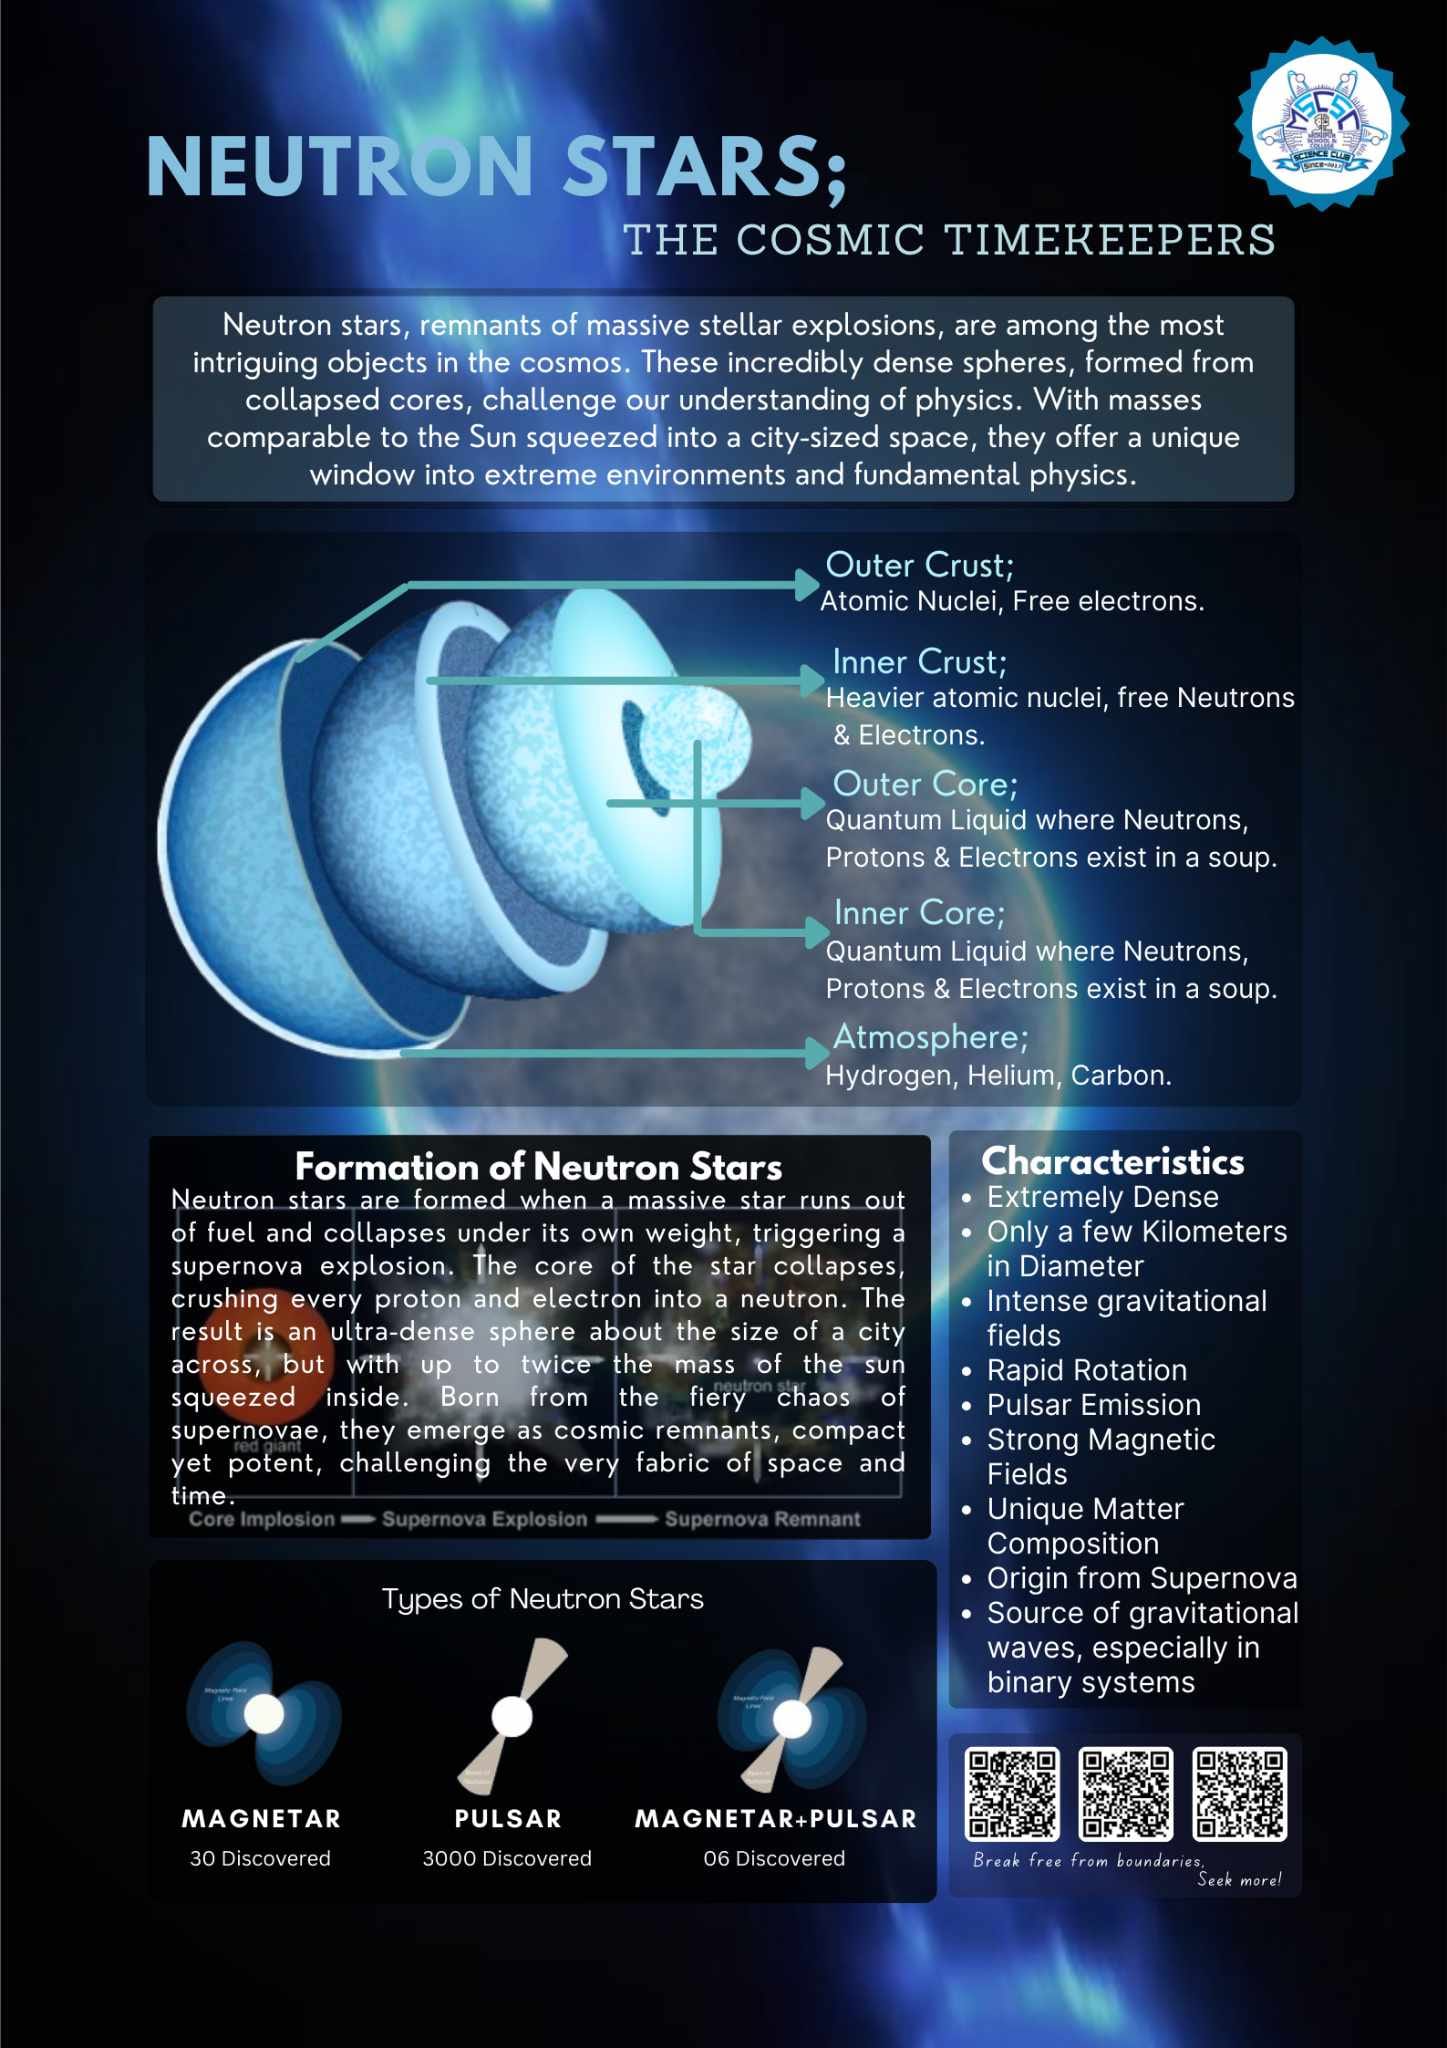 MSCSC
MONIPUR
SCHOOL &
COLLEGE
SCIENCE CLUB
NEUTRON STARS;
THE COSMIC TIMEKEEPERS
Neutron stars, remnants of massive stellar explosions, are among the most
intriguing objects in the cosmos. These incredibly dense spheres, formed from
collapsed cores, challenge our understanding of physics. With masses
comparable to the Sun squeezed into a city-sized space, they offer a unique
window into extreme environments and fundamental physics.
Outer Crust;
Atomic Nuclei, Free electrons.
Inner Crust;
Heavier atomic nuclei, free Neutrons
& Electrons.
Outer Core;
Quantum Liquid where Neutrons,
Protons & Electrons exist in a soup.
Inner Core;
Quantum Liquid where Neutrons,
Protons & Electrons exist in a soup.
Atmosphere;
Hydrogen, Helium, Carbon.
Formation of Neutron Stars
Neutron stars are formed when a massive star runs out
of fuel and collapses under its own weight, triggering a
supernova explosion. The core of the star collapses,
crushing every proton and electron into a neutron. The
result is an ultra-dense sphere about the size of a city
across, but with up to twice the mass of the sun
squeezed inside. Born from the fiery chaos of
supernovae, they emerge as cosmic remnants, compact
yet potent, challenging the very fabric of space and
time.
neutron star
red giant
Core Implosion Supernova Explosion Supernova Remnant
Characteristics
• Extremely Dense
• Only a few Kilometers
in Diameter
• Intense gravitational
fields
• Rapid Rotation
• Pulsar Emission
• Strong Magnetic
Fields
• Unique Matter
Composition
• Origin from Supernova
• Source of gravitational
waves, especially in
binary systems
Types of Neutron Stars
Lines
Lines
MAGNETAR
30 Discovered
PULSAR
3000 Discovered
MAGNETAR+PULSAR
06 Discovered
Break free from boundaries,
Seek more!